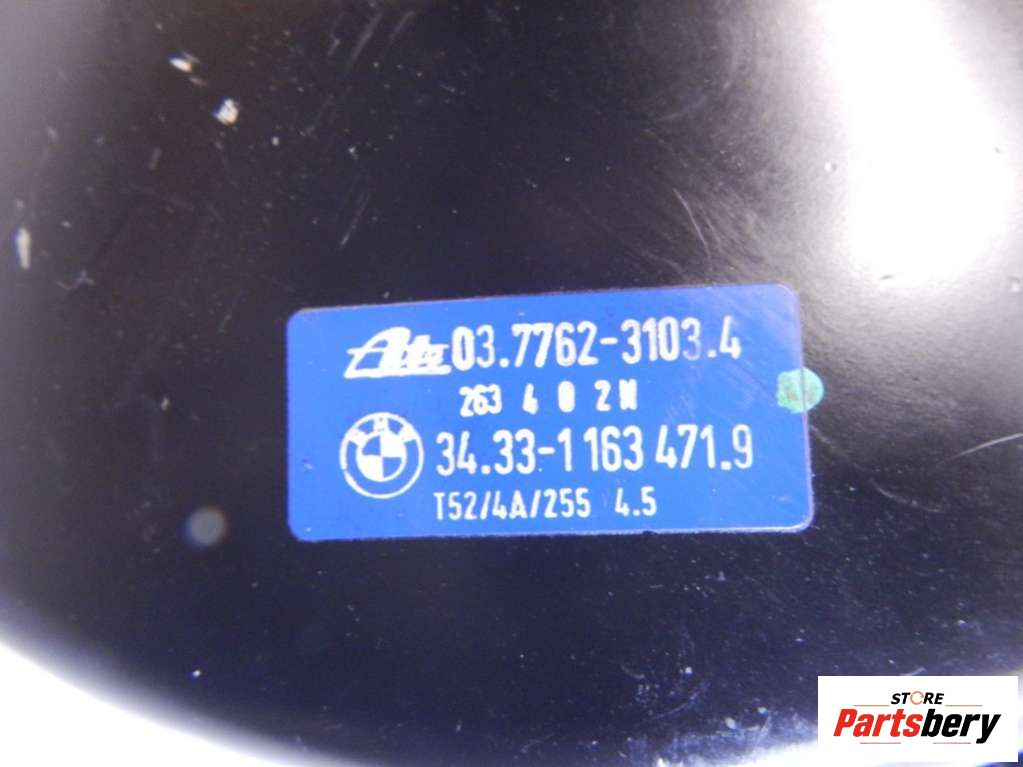 Ate 03.7762-3103.4
263 4 0 2N
BMW
34.33-1 163 471.9
T52/4A/255 4.5
STORE
Partsbery